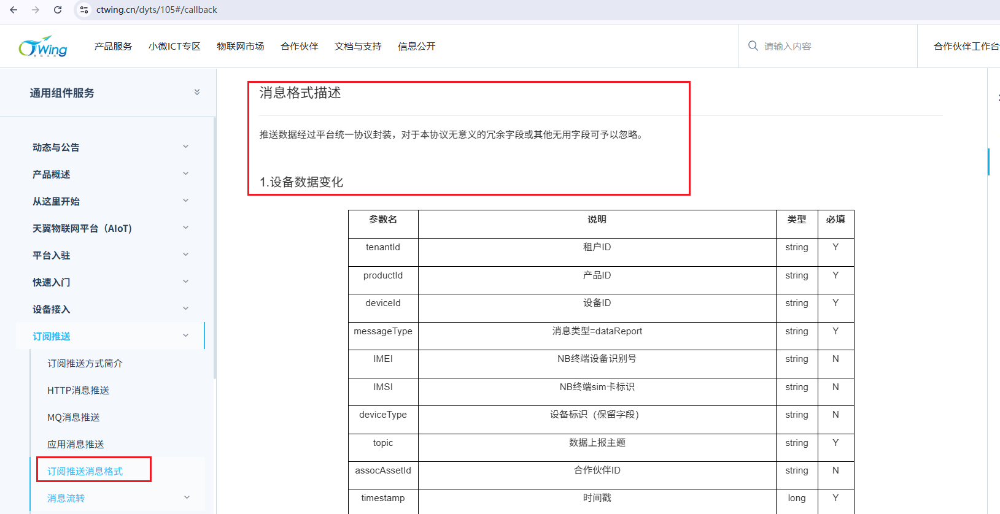 ctwing.cn/dyts/105#/callback
CTWing
产品服务 小微ICT专区 物联网市场 合作伙伴 文档与支持 信息公开 请输入内容 合作伙伴工作台
通用组件服务
动态与公告
产品概述
从这里开始
天翼物联网平台（AIoT)
平台入驻
快速入门
设备接入
订阅推送
订阅推送方式简介
HTTP消息推送
MQ消息推送
应用消息推送
订阅推送消息格式
消息流转
消息格式描述
推送数据经过平台统一协议封装，对于本协议无意义的冗余字段或其他无用字段可予以忽略。
1.设备数据变化
参数名 说明 类型 必填
tenantId 租户ID string Y
productId 产品ID string Y
deviceId 设备ID string Y
messageType 消息类型=dataReport string Y
IMEI NB终端设备识别号 string N
IMSI NB终端sim卡标识 string N
deviceType 设备标识（保留字段） string N
topic 数据上报主题 string Y
assocAssetId 合作伙伴ID string N
timestamp 时间戳 long Y